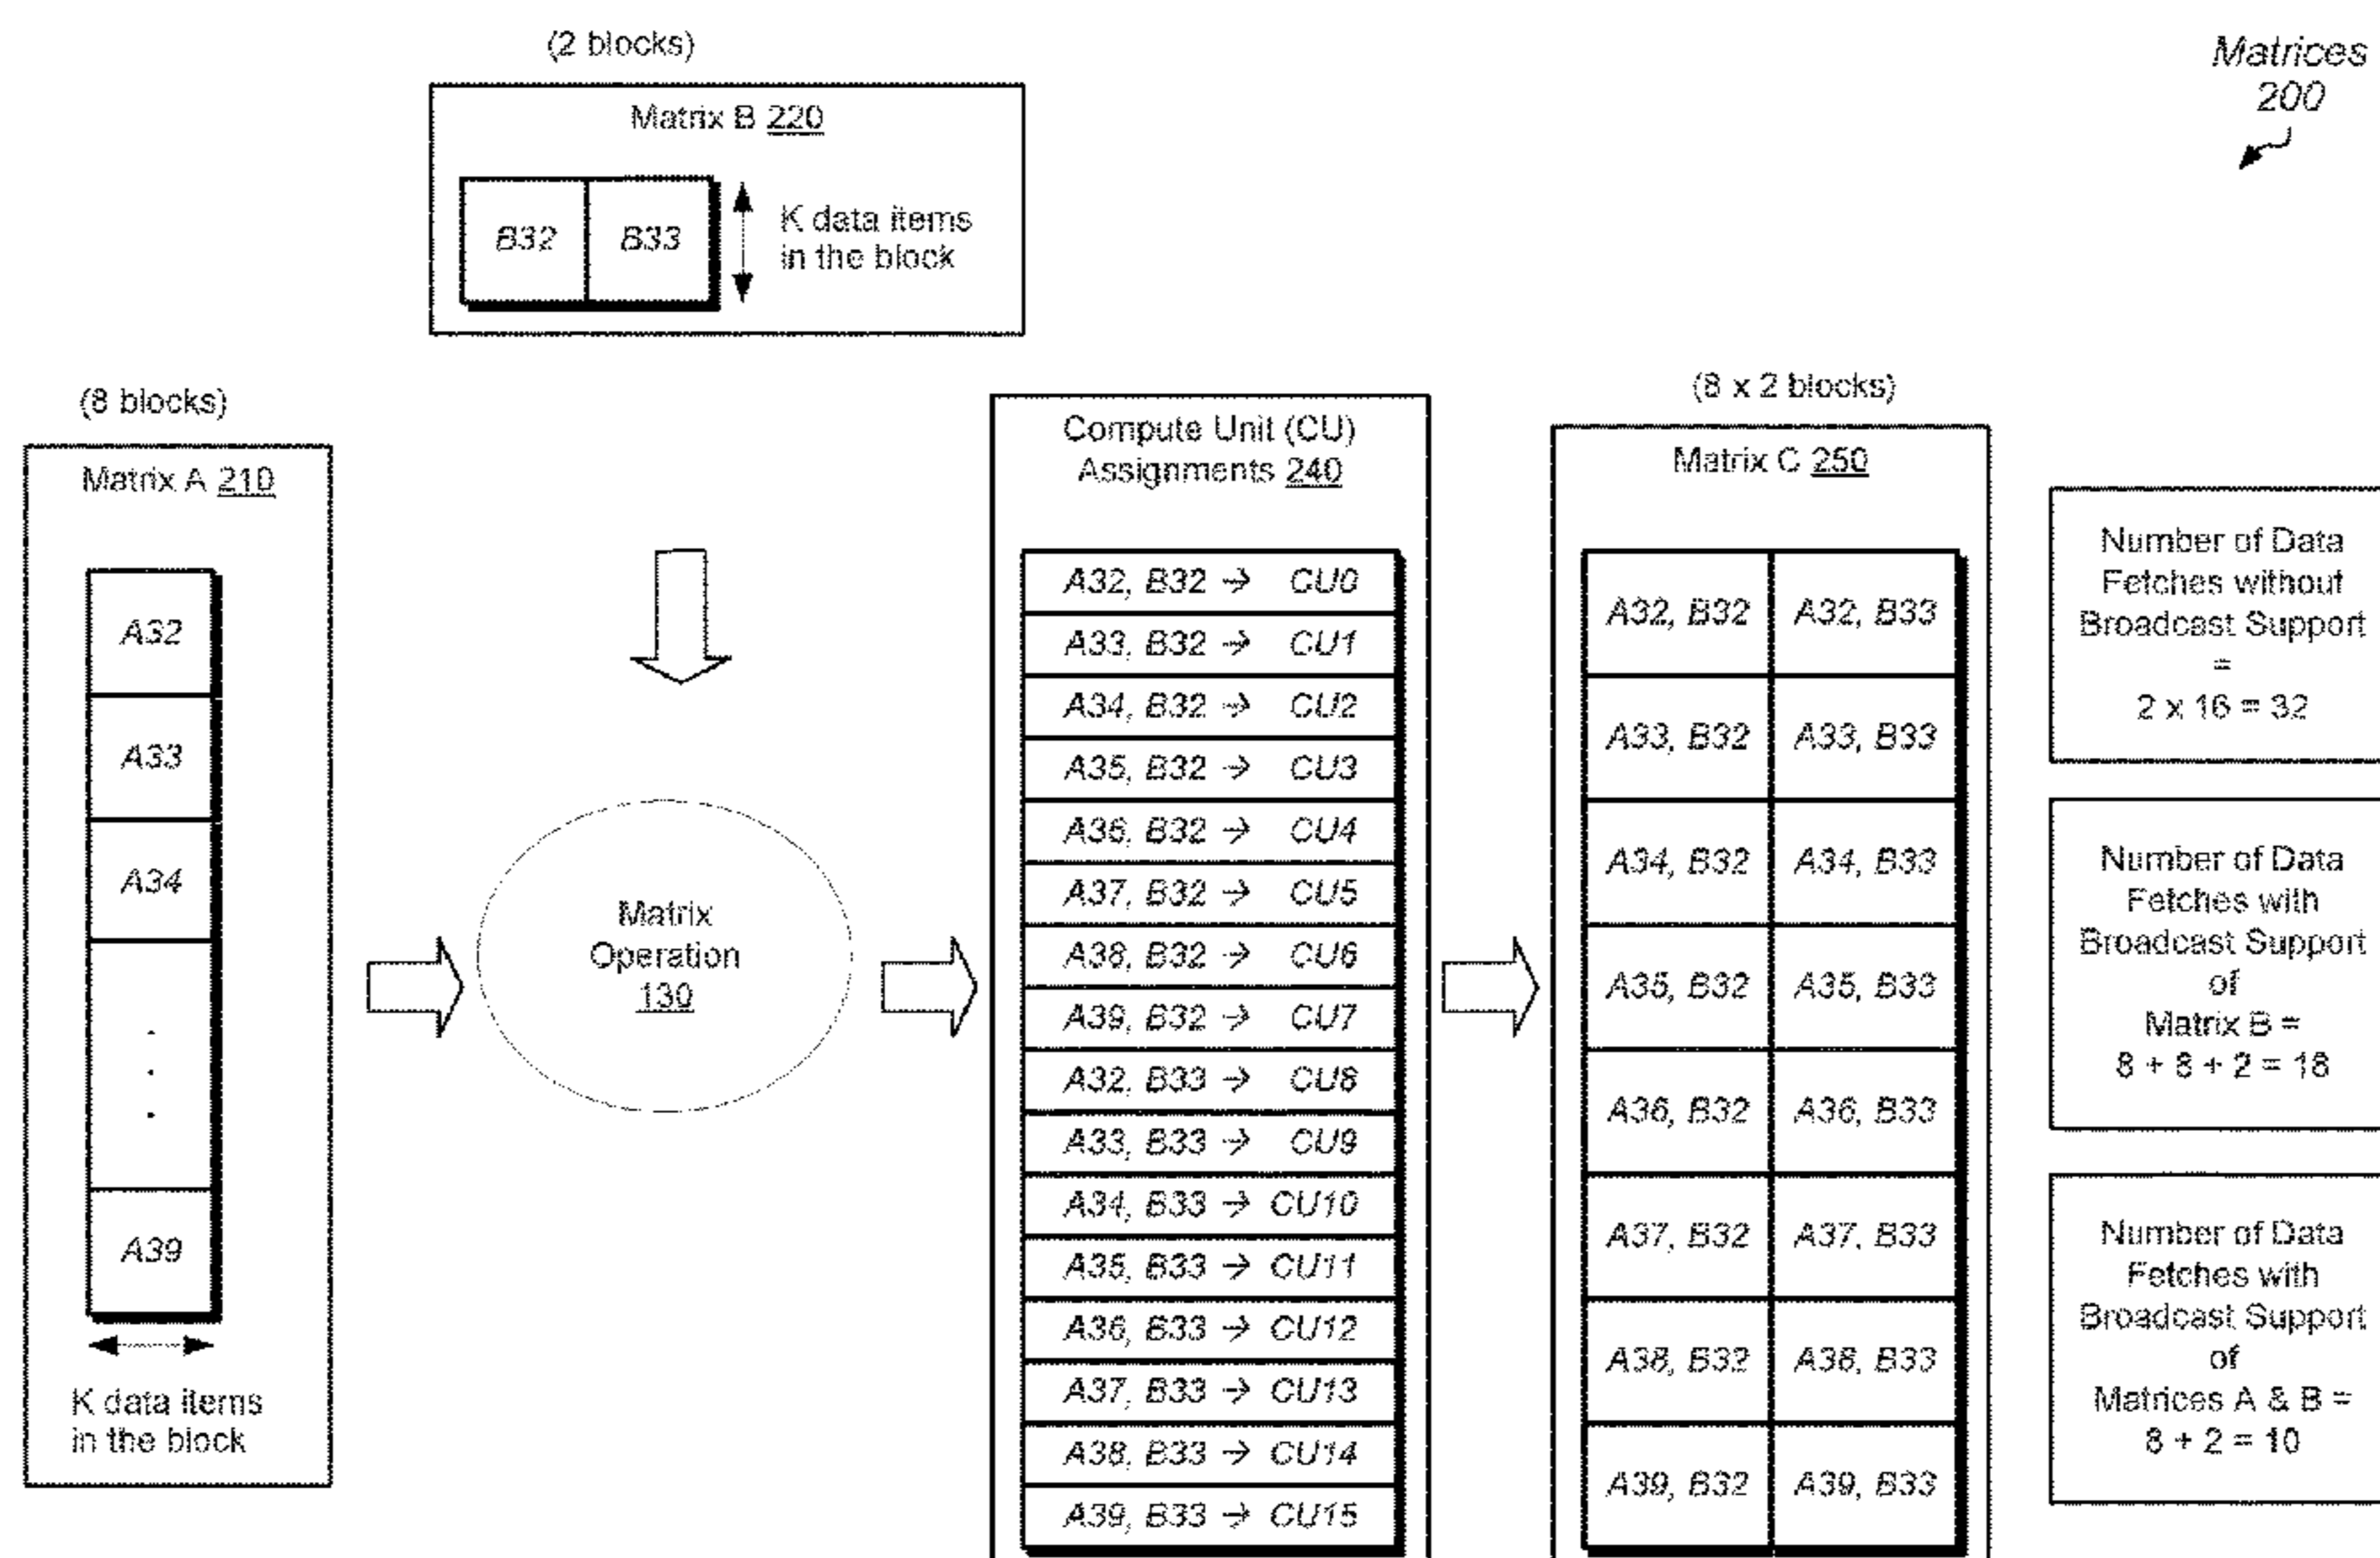 (2 blocks)
Matrices
200
Matrix B 220
B32 B33
K data items
in the block
(8 blocks)
Matrix A 210
A32
A33
A34
A39
K data items
in the block
Matrix
Operation
130
Compute Unit (CU)
Assignments 240
A32, B32 → CU0
A33, B32 → CU1
A34, B32 → CU2
A35, B32 → CU3
A36, B32 → CU4
A37, B32 → CU5
A38, B32 → CU6
A39, B32 → CU7
A32, B33 → CU8
A33, B33 → CU9
A34, B33 → CU10
A35, B33 → CU11
A36, B33 → CU12
A37, B33 → CU13
A38, B33 → CU14
A39, B33 → CU15
(8 x 2 blocks)
Matrix C 250
A32, B32 A32, B33
A33, B32 A33, B33
A34, B32 A34, B33
A35, B32 A35, B33
A36, B32 A36, B33
A37, B32 A37, B33
A38, B32 A38, B33
A39, B32 A39, B33
Number of Data
Fetches without
Broadcast Support
=
2 x 16 = 32
Number of Data
Fetches with
Broadcast Support
of
Matrix B =
8 + 8 + 2 = 18
Number of Data
Fetches with
Broadcast Support
of
Matrices A & B =
8 + 2 = 10